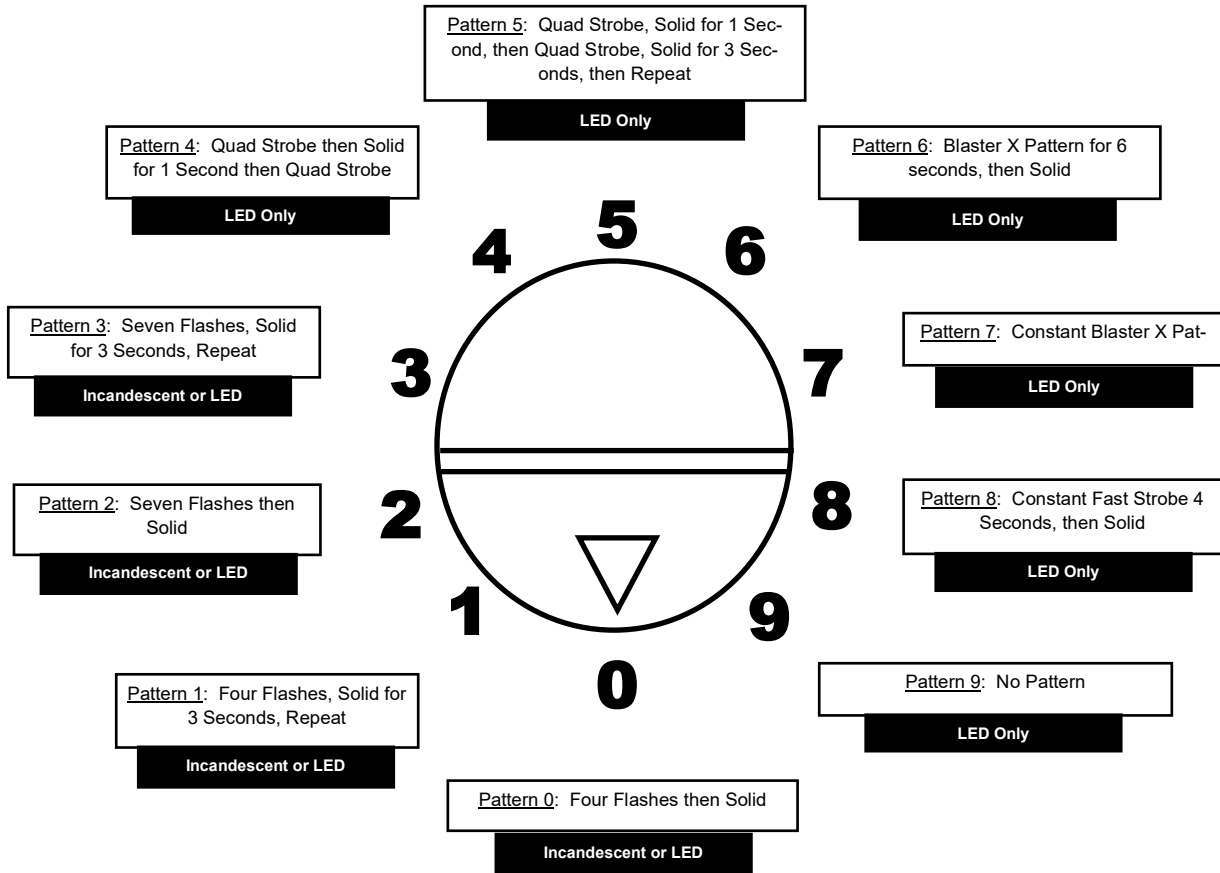 Pattern 5: Quad Strobe, Solid for 1 Sec-
ond, then Quad Strobe, Solid for 3 Sec-
onds, then Repeat
LED Only
Pattern 4: Quad Strobe then Solid
for 1 Second then Quad Strobe
LED Only
Pattern 6: Blaster X Pattern for 6
seconds, then Solid
LED Only
Pattern 3: Seven Flashes, Solid
for 3 Seconds, Repeat
Incandescent or LED
Pattern 7: Constant Blaster X Pat-
LED Only
Pattern 2: Seven Flashes then
Solid
Incandescent or LED
Pattern 8: Constant Fast Strobe 4
Seconds, then Solid
LED Only
Pattern 1: Four Flashes, Solid for
3 Seconds, Repeat
Incandescent or LED
Pattern 9: No Pattern
LED Only
Pattern 0: Four Flashes then Solid
Incandescent or LED
5
4
6
3
7
2
8
1
9
0